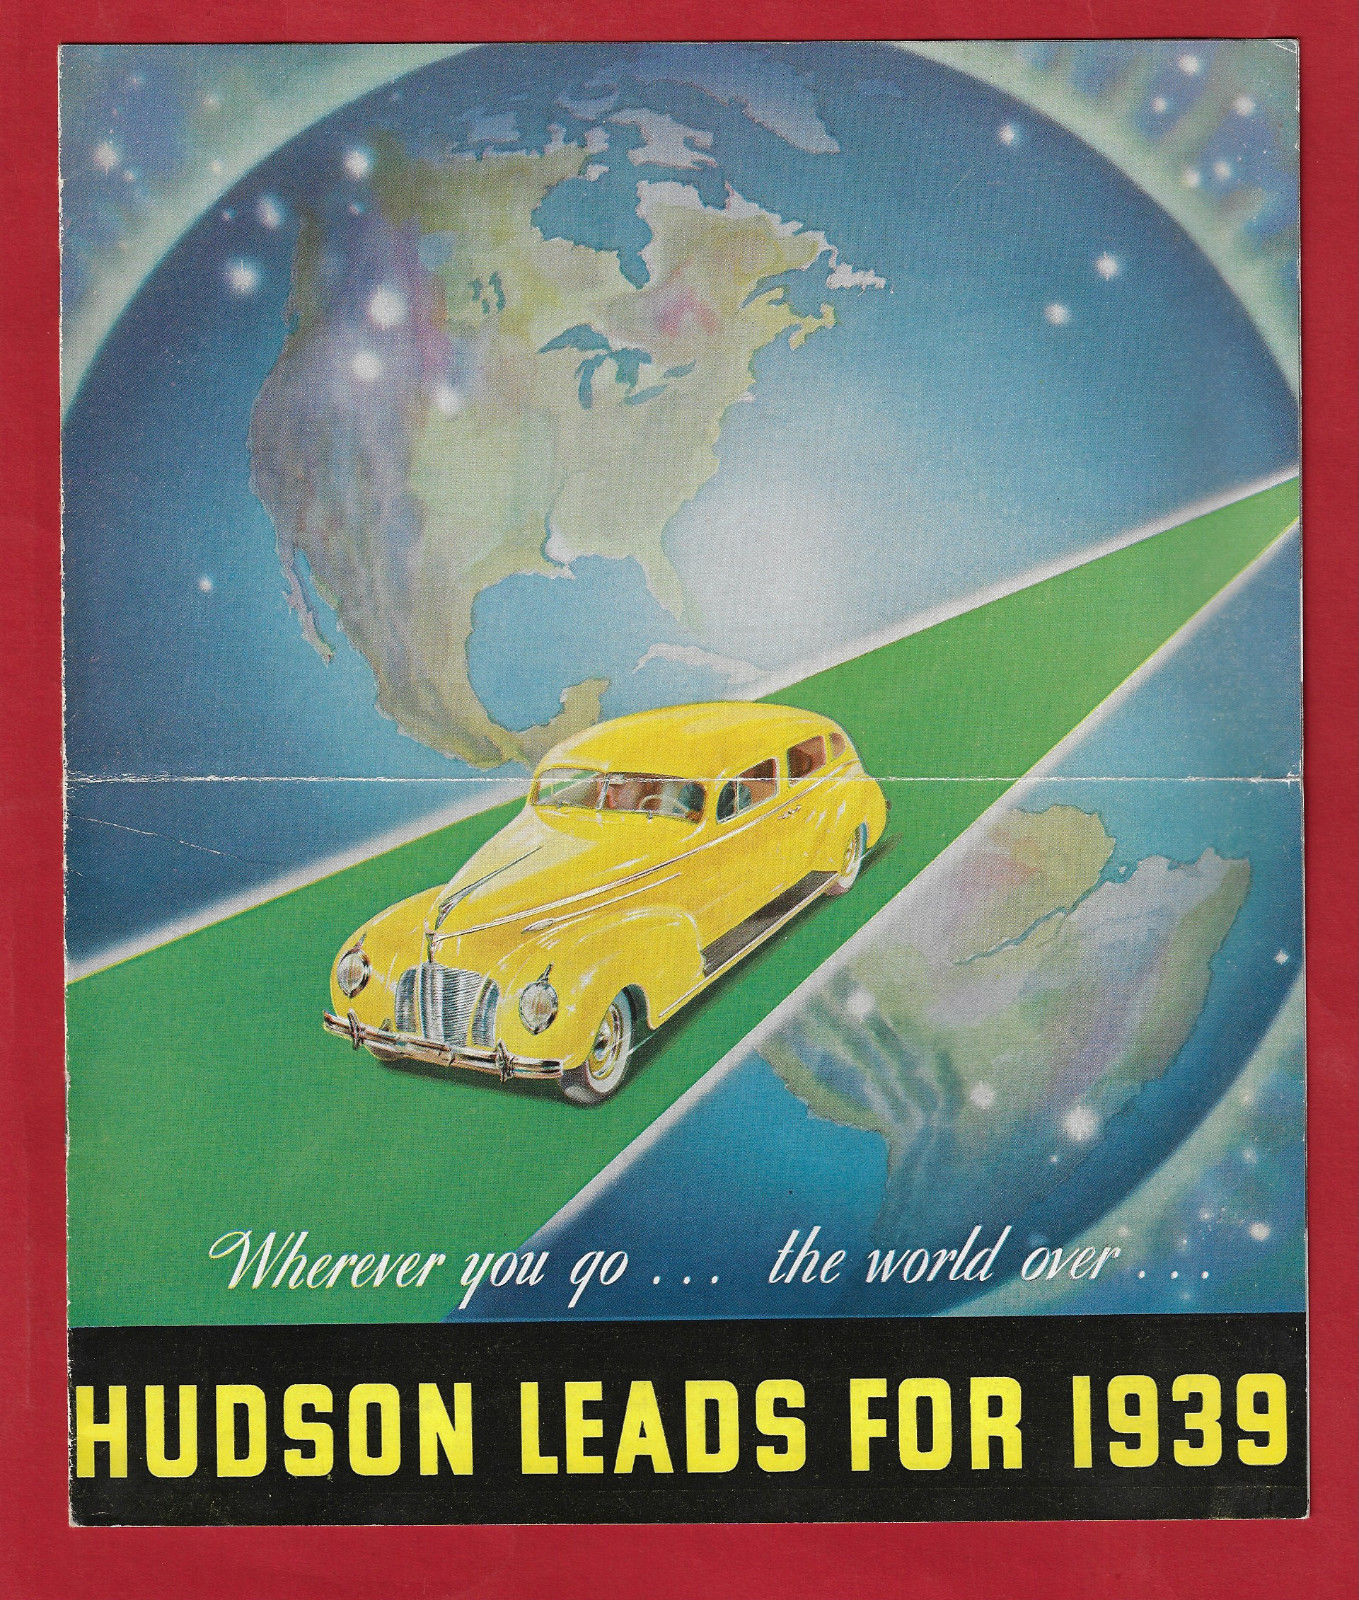 Wherever you go ... the world over ...
HUDSON LEADS FOR 1939